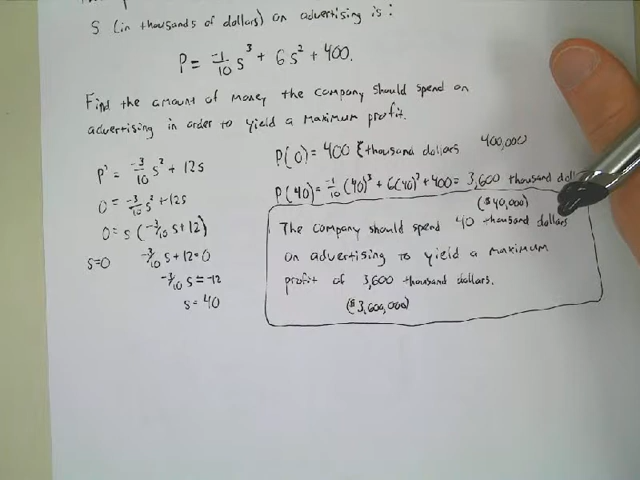 S (in thousands of dollars) on advertising is:
P = -1/10 s³ + 6s² + 400.
Find the amount of money the company should spend on
advertising in order to yield a maximum profit.
P' = -3/10 s² + 12s
0 = -3/10 s² + 12s
0 = s(-3/10 s + 12)
s=0 -3/10 s + 12 = 0
-3/10 s = -12
s = 40
P(0) = 400 thousand dollars 400,000
P(40) = -1/10 (40)³ + 6(40)² + 400 = 3,600 thousand doll
($40,000)
The company should spend 40 thousand dollars
on advertising to yield a maximum
profit of 3,600 thousand dollars.
($3,600,000)